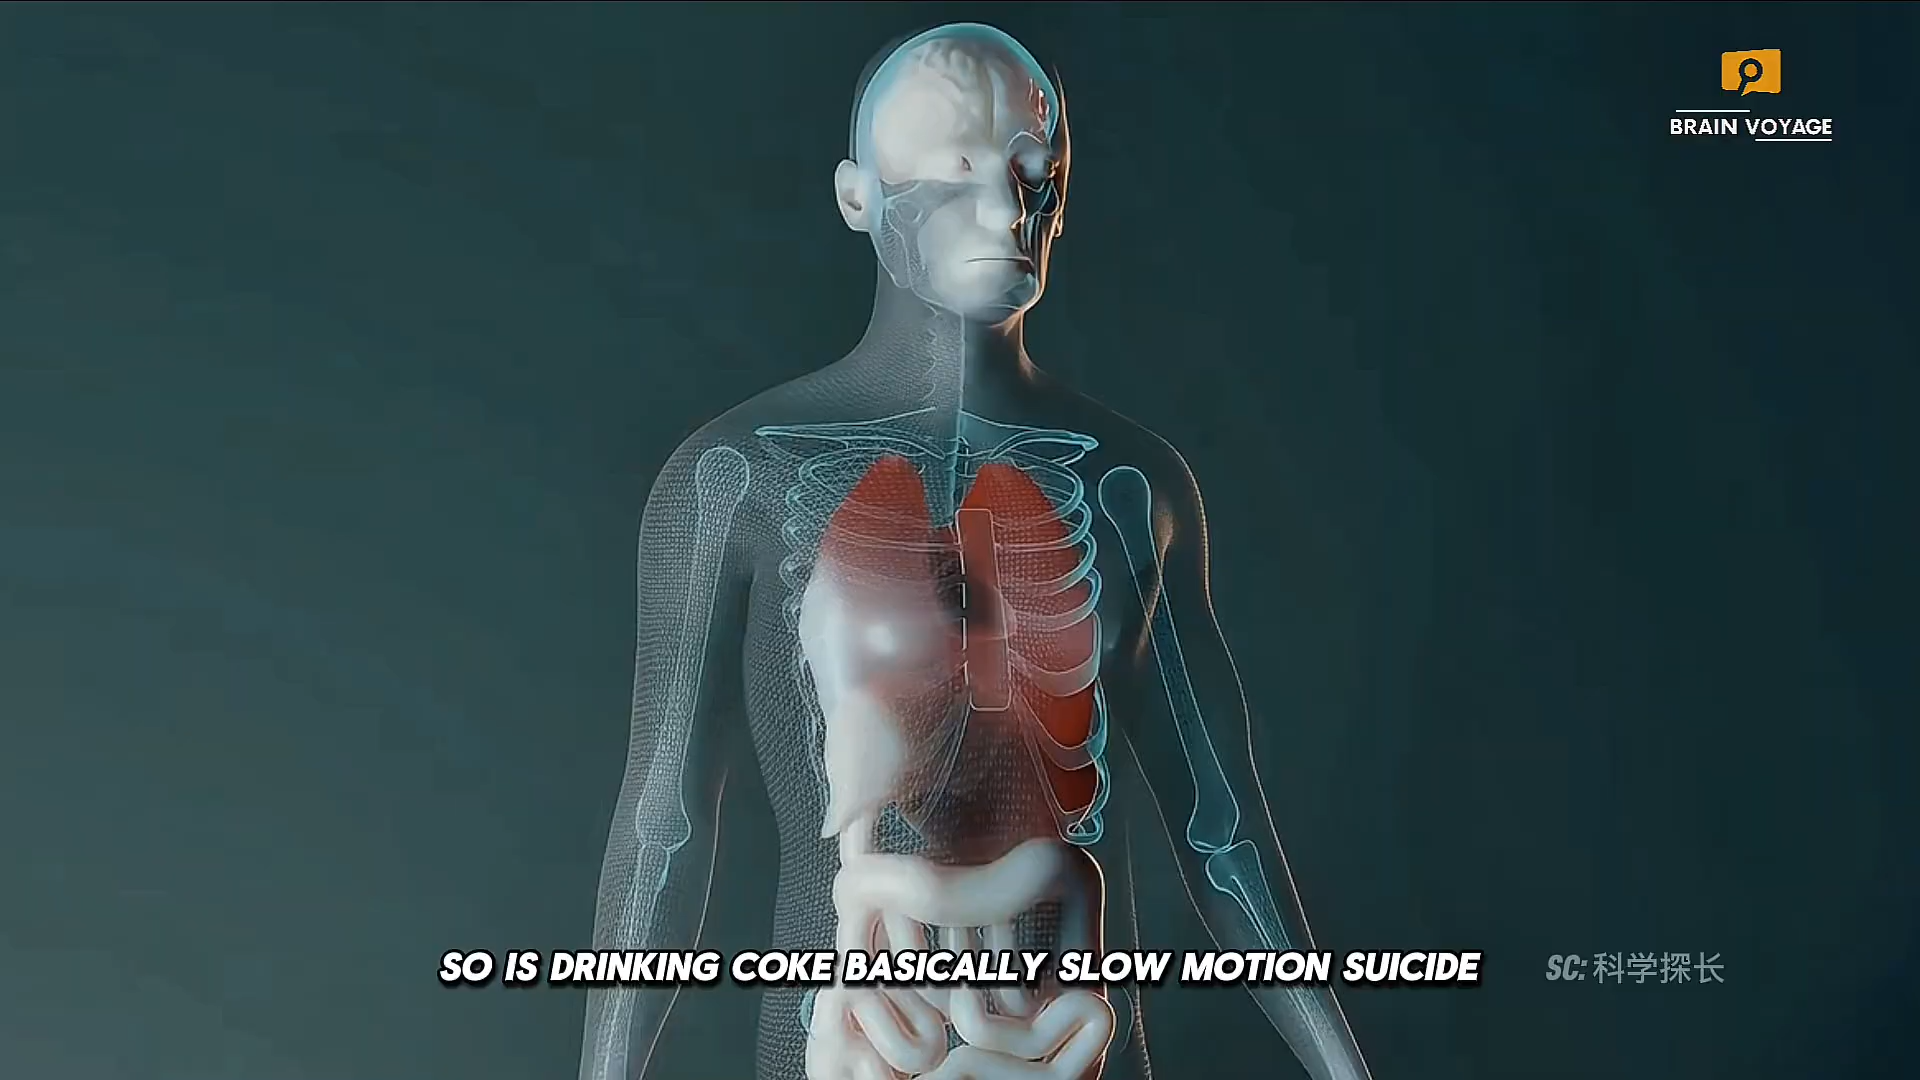 BRAIN VOYAGE
SO IS DRINKING COKE BASICALLY SLOW MOTION SUICIDE
SC: 科学探长